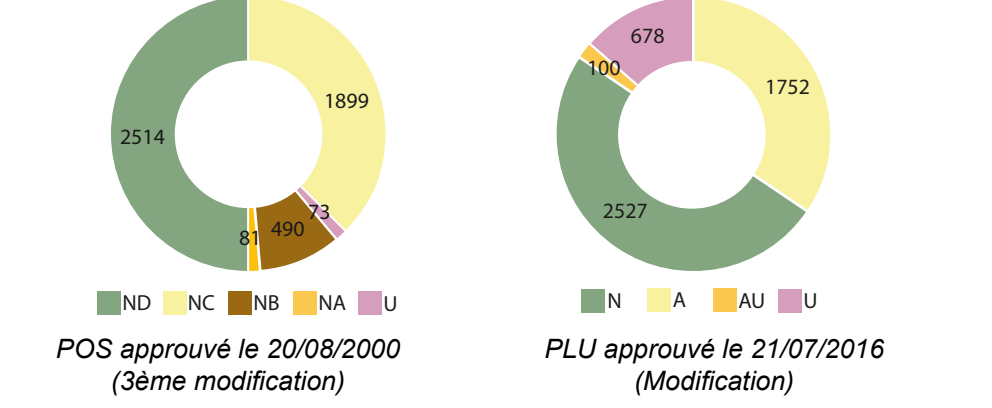 1899
2514
73
490
81
ND NC NB NA U
POS approuvé le 20/08/2000
(3ème modification)
678
100
1752
2527
N A AU U
PLU approuvé le 21/07/2016
(Modification)